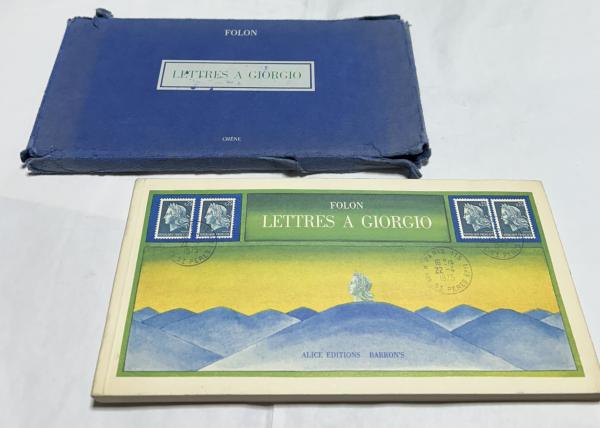 FOLON
LETTRES A GIORGIO
CHÊNE
FOLON
LETTRES A GIORGIO
ALICE EDITIONS BARRON'S